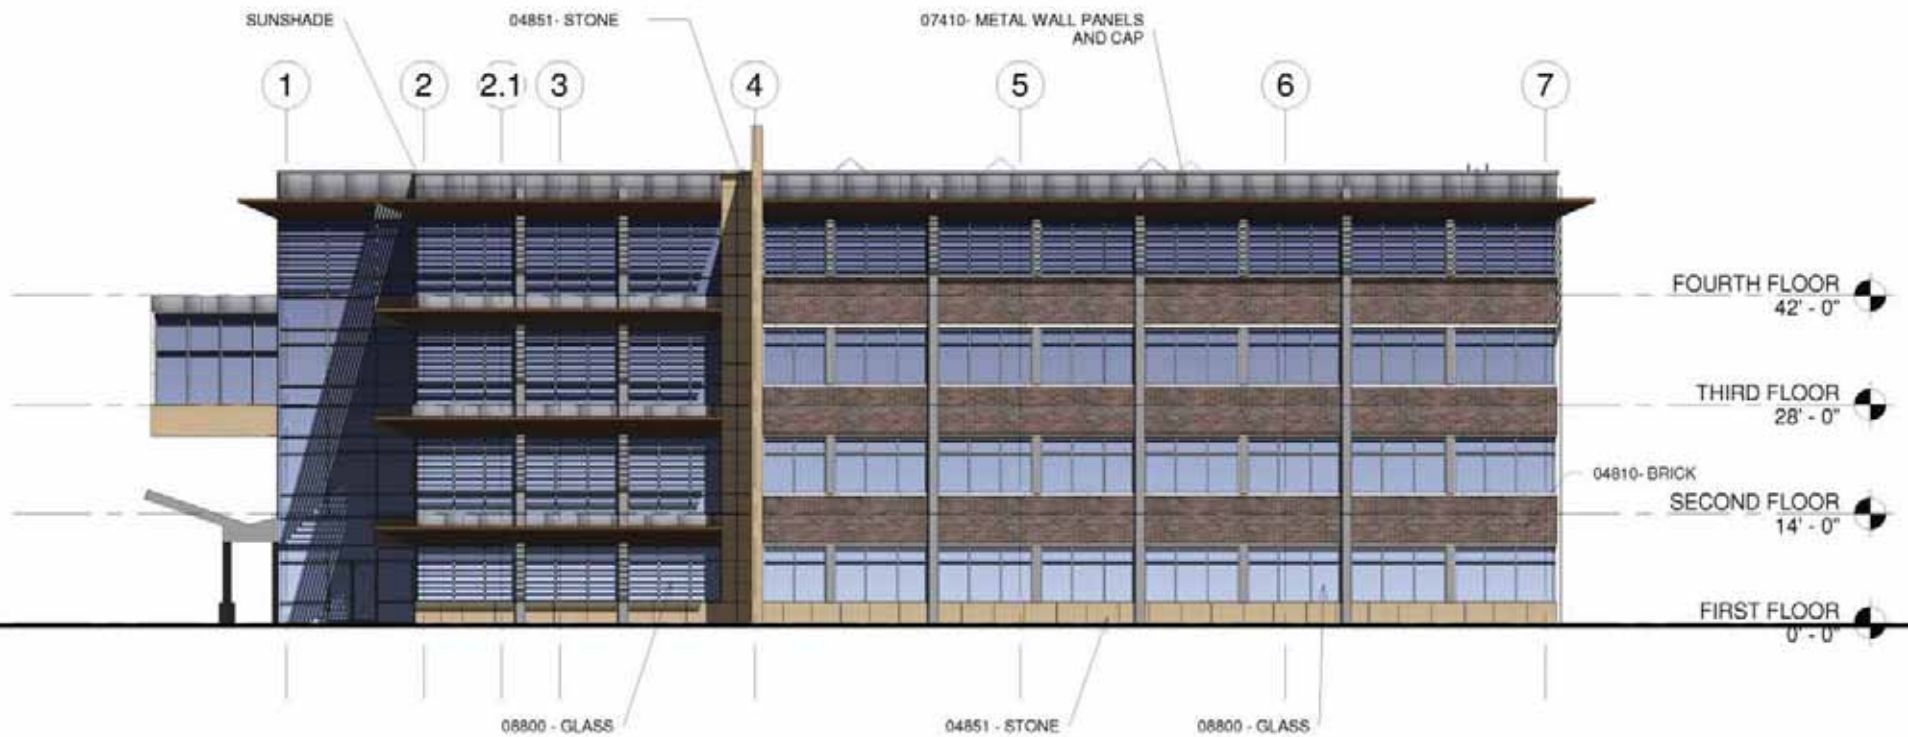 SUNSHADE
04851- STONE
07410- METAL WALL PANELS
AND CAP
1
2
2.1
3
4
5
6
7
FOURTH FLOOR
42' - 0"
THIRD FLOOR
28' - 0"
04810- BRICK
SECOND FLOOR
14' - 0"
FIRST FLOOR
0' - 0"
08800 - GLASS
04851 - STONE
08800 - GLASS